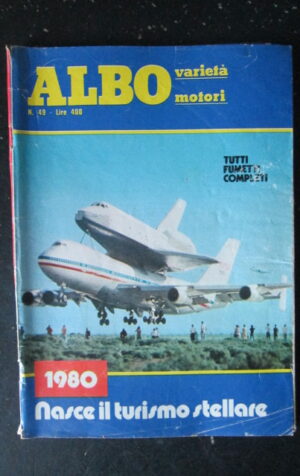 ALBO varietà
motori
N. 49 - Lire 400
TUTTI
FUMETTI
COMPLETI
1980
Nasce il turismo stellare